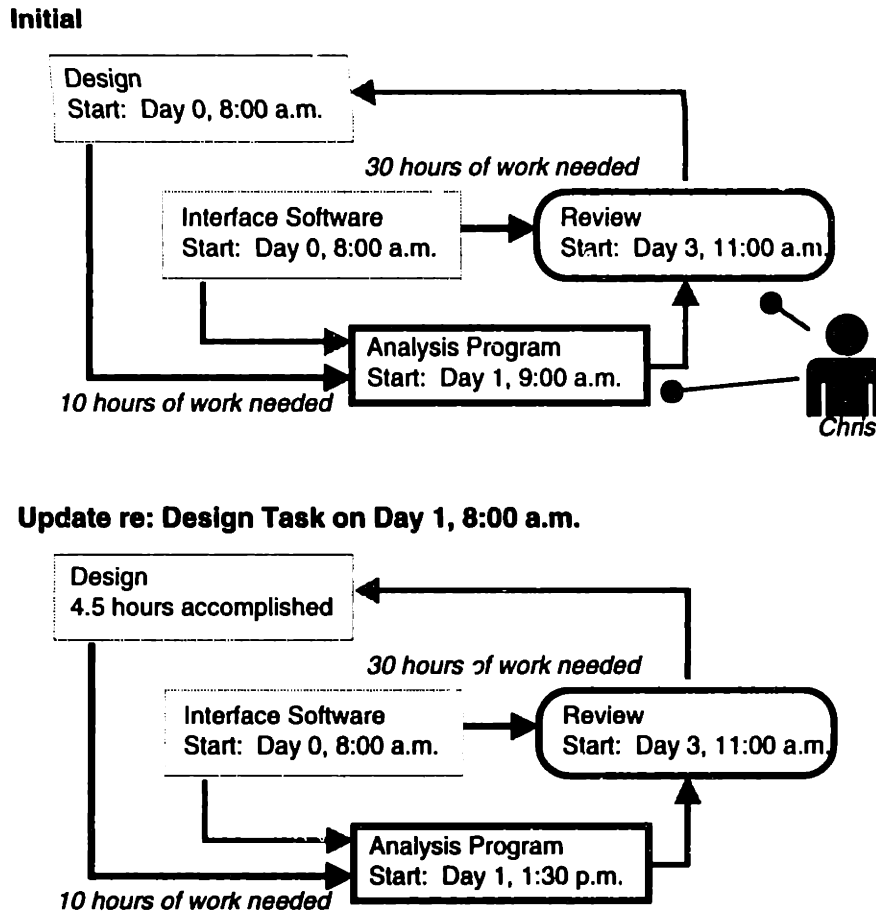 Initial
Design
Start: Day 0, 8:00 a.m.
30 hours of work needed
Interface Software
Start: Day 0, 8:00 a.m.
Review
Start: Day 3, 11:00 a.m.
Analysis Program
Start: Day 1, 9:00 a.m.
10 hours of work needed
Chris
Update re: Design Task on Day 1, 8:00 a.m.
Design
4.5 hours accomplished
30 hours of work needed
Interface Software
Start: Day 0, 8:00 a.m.
Review
Start: Day 3, 11:00 a.m.
Analysis Program
Start: Day 1, 1:30 p.m.
10 hours of work needed